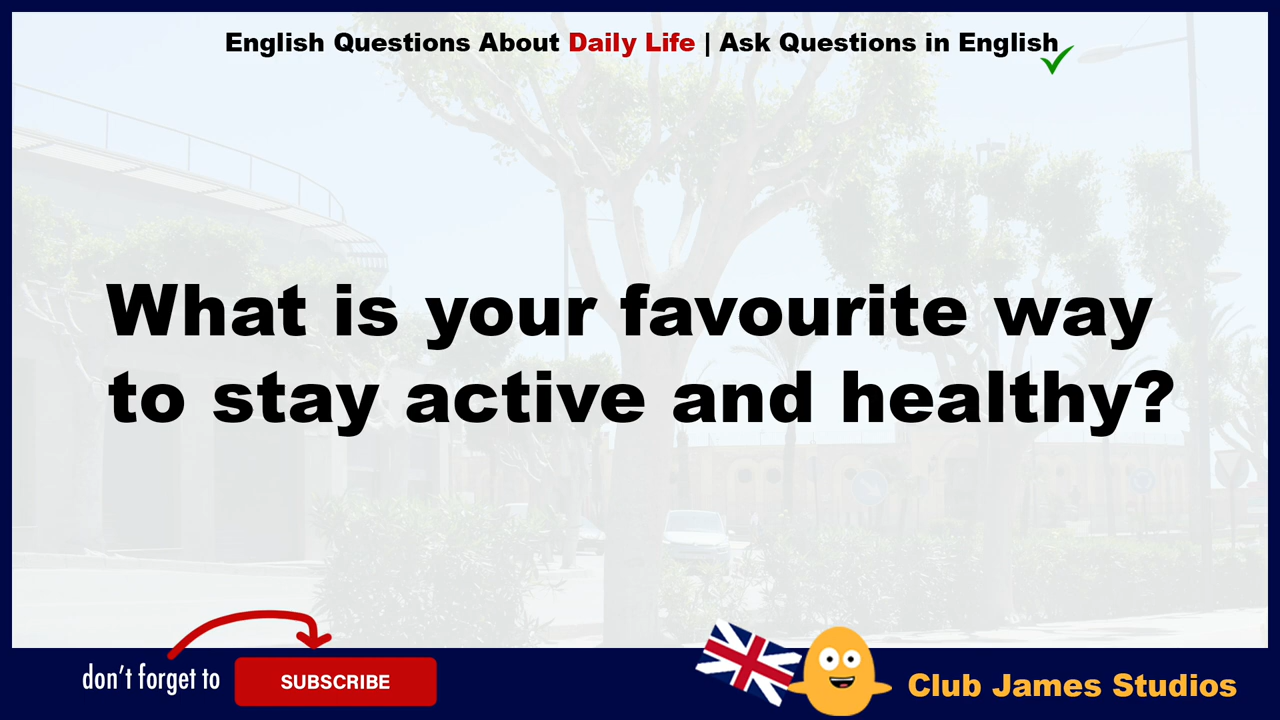 English Questions About Daily Life | Ask Questions in English
What is your favourite way
to stay active and healthy?
don't forget to
SUBSCRIBE
Club James Studios